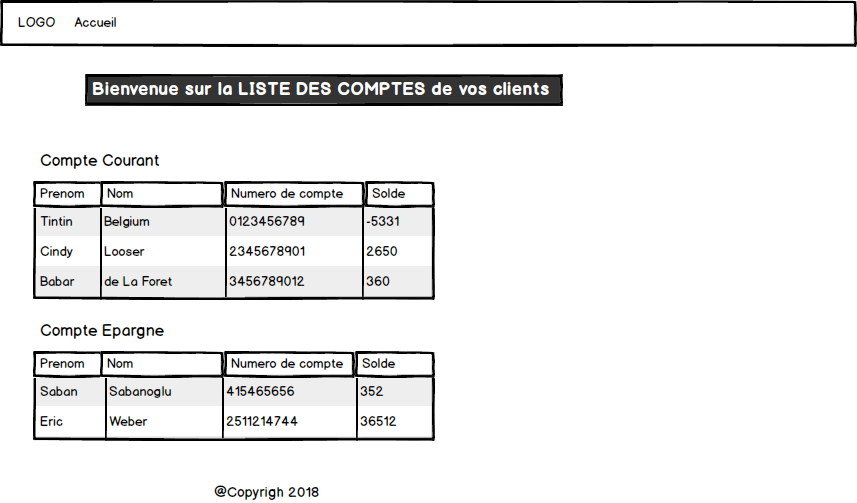 LOGO Accueil
Bienvenue sur la LISTE DES COMPTES de vos clients
Compte Courant
Prenom Nom Numero de compte Solde
Tintin Belgium 0123456789 -5331
Cindy Looser 2345678901 2650
Babar de La Foret 3456789012 360
Compte Epargne
Prenom Nom Numero de compte Solde
Saban Sabanoglu 415465656 352
Eric Weber 2511214744 36512
@Copyrigh 2018